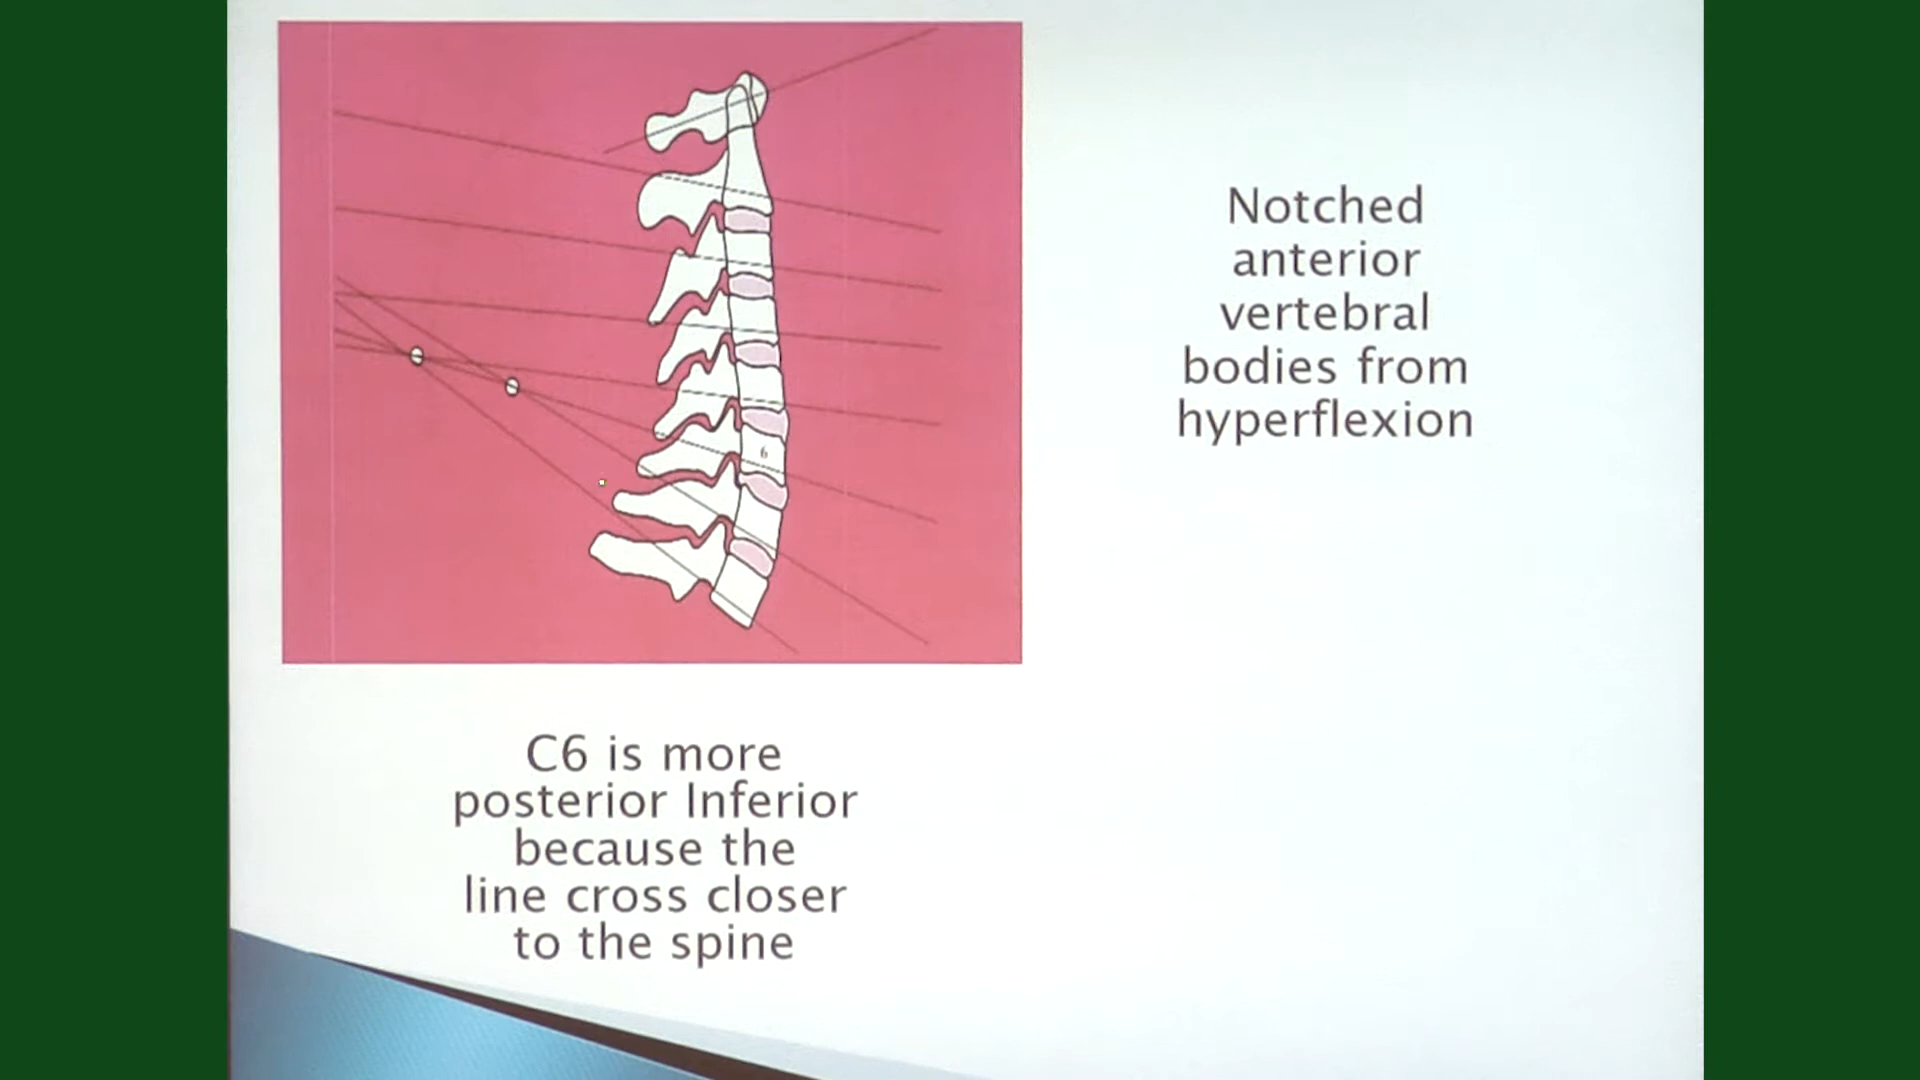 6
Notched
anterior
vertebral
bodies from
hyperflexion
C6 is more
posterior Inferior
because the
line cross closer
to the spine